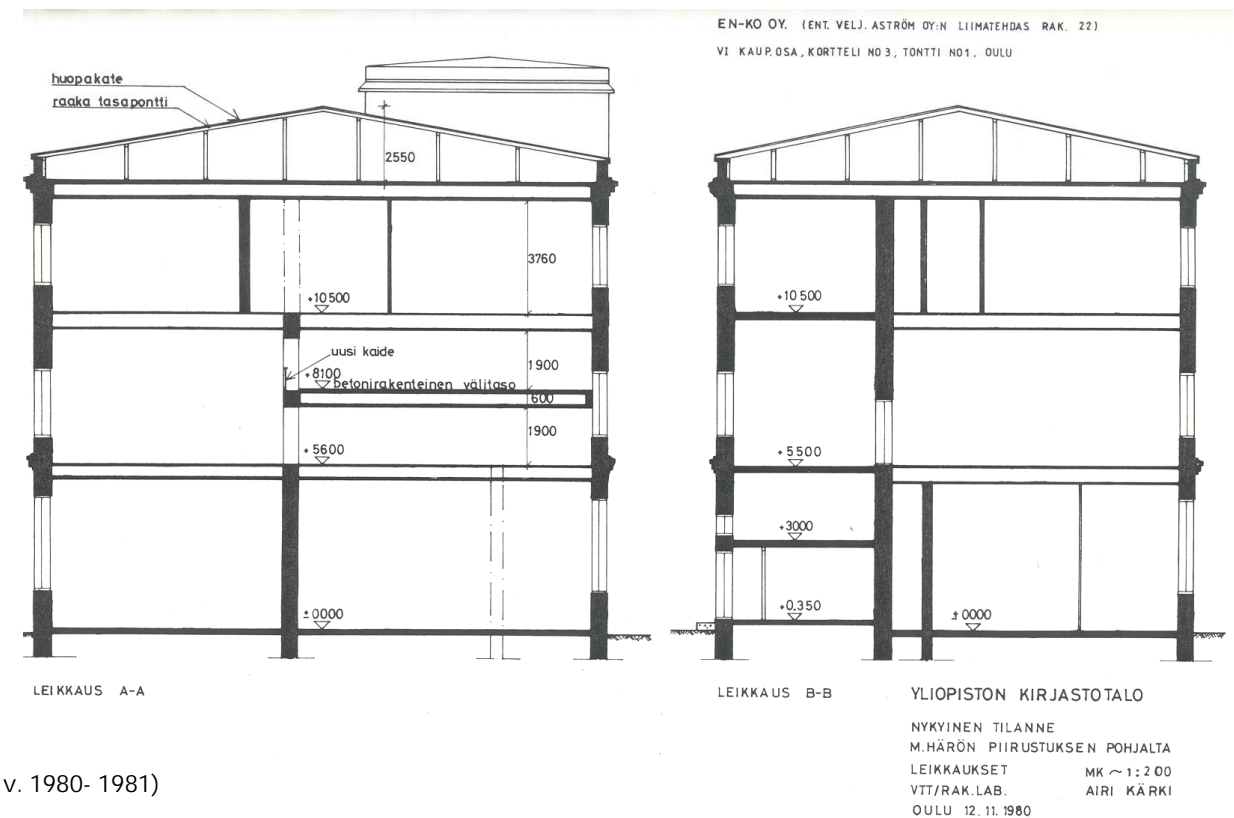 EN-KO OY. (ENT. VELJ. ASTRÖM OY:N LIIMATEHDAS RAK. 22)
VI KAUP.OSA, KORTTELI NO 3, TONTTI NO1, OULU
huopakate
raaka tasapontti
2550
3760
+10500
uusi kaide
1900
+8100
betonirakenteinen välitaso
600
1900
+5600
±0000
LEIKKAUS A-A
+10500
+5500
+3000
+0.350
±0000
LEIKKAUS B-B
YLIOPISTON KIRJASTOTALO
NYKYINEN TILANNE
M.HÄRÖN PIIRUSTUKSEN POHJALTA
LEIKKAUKSET MK ~1:200
VTT/RAK.LAB. AIRI KÄRKI
OULU 12.11.1980
v. 1980- 1981)